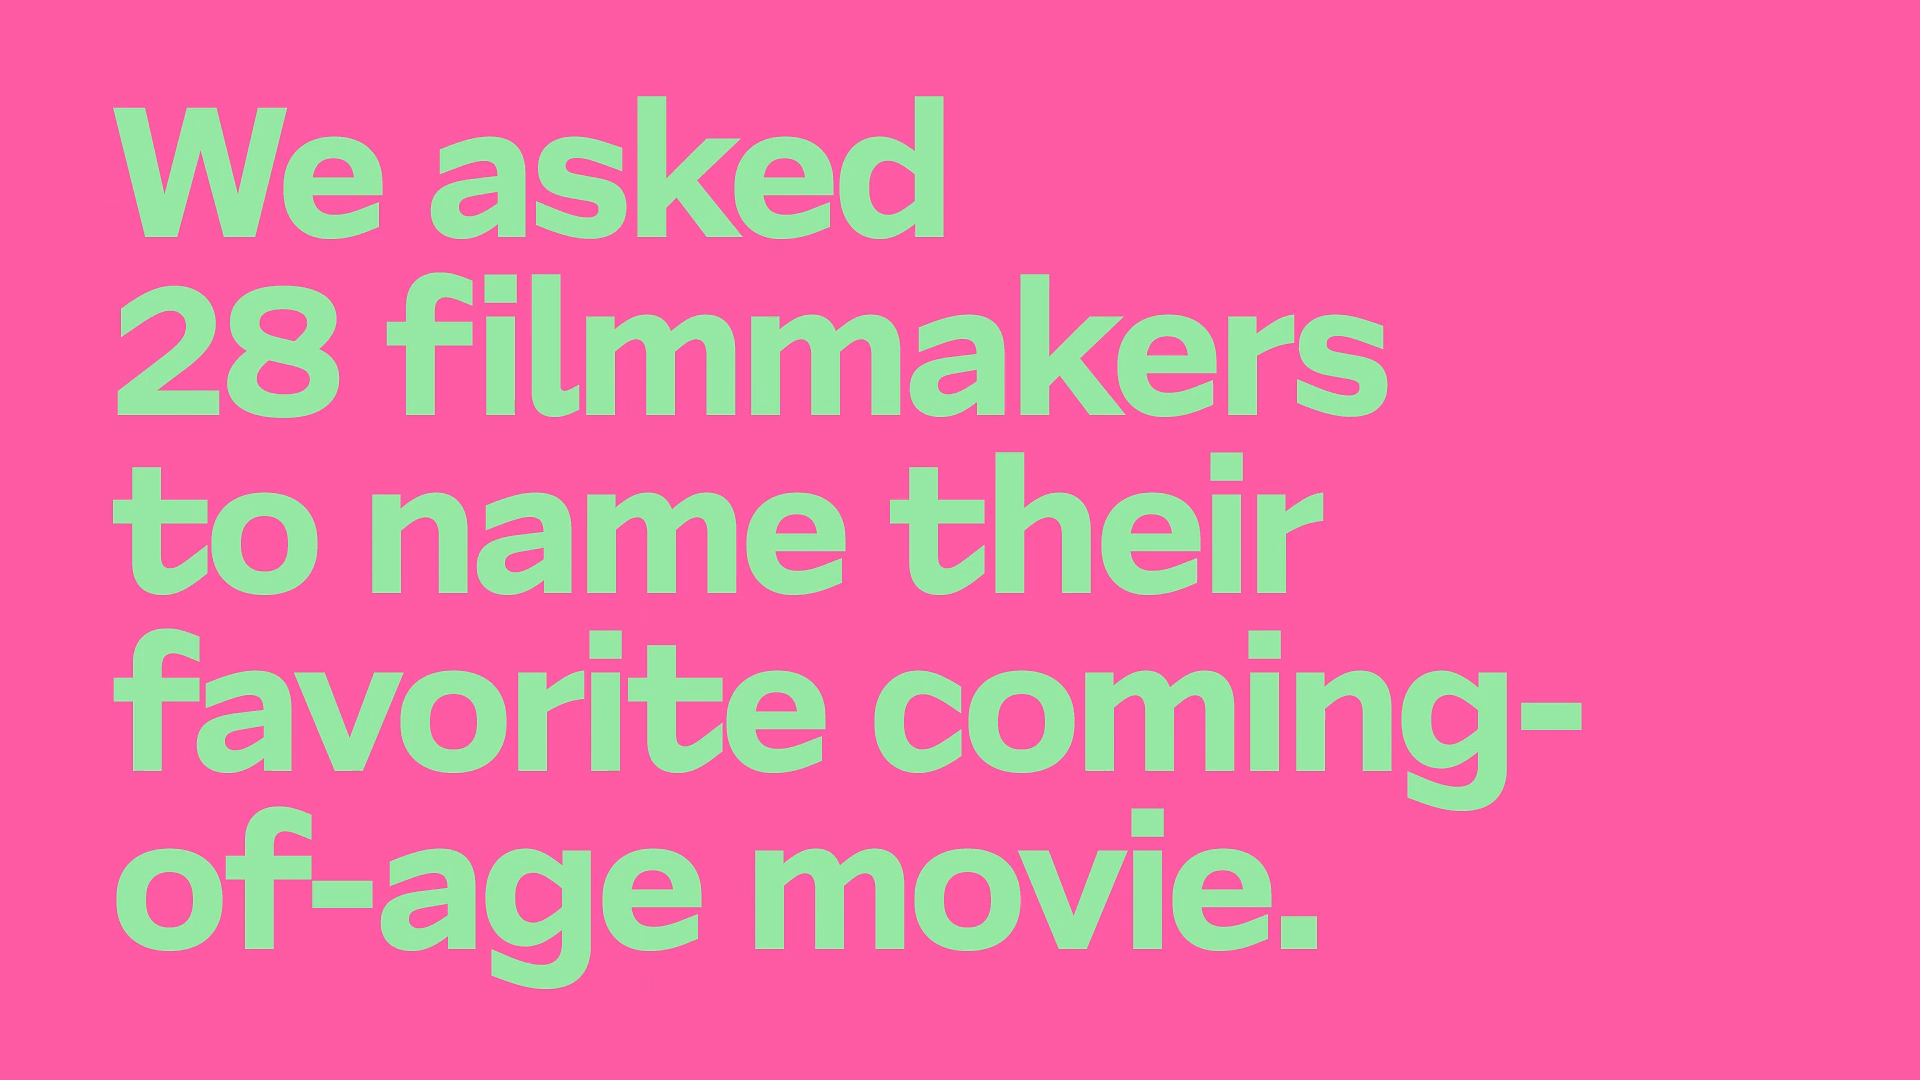 We asked
28 filmmakers
to name their
favorite coming-
of-age movie.